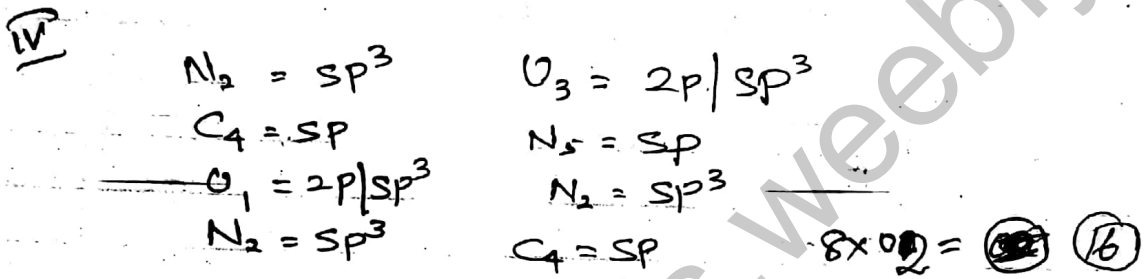 IV
N₂ = sp³ O₃ = 2p | sp³
C₄ = sp N₅ = sp
O₁ = 2p | sp³ N₂ = sp³
N₂ = sp³ C₄ = sp 8×02 = 16